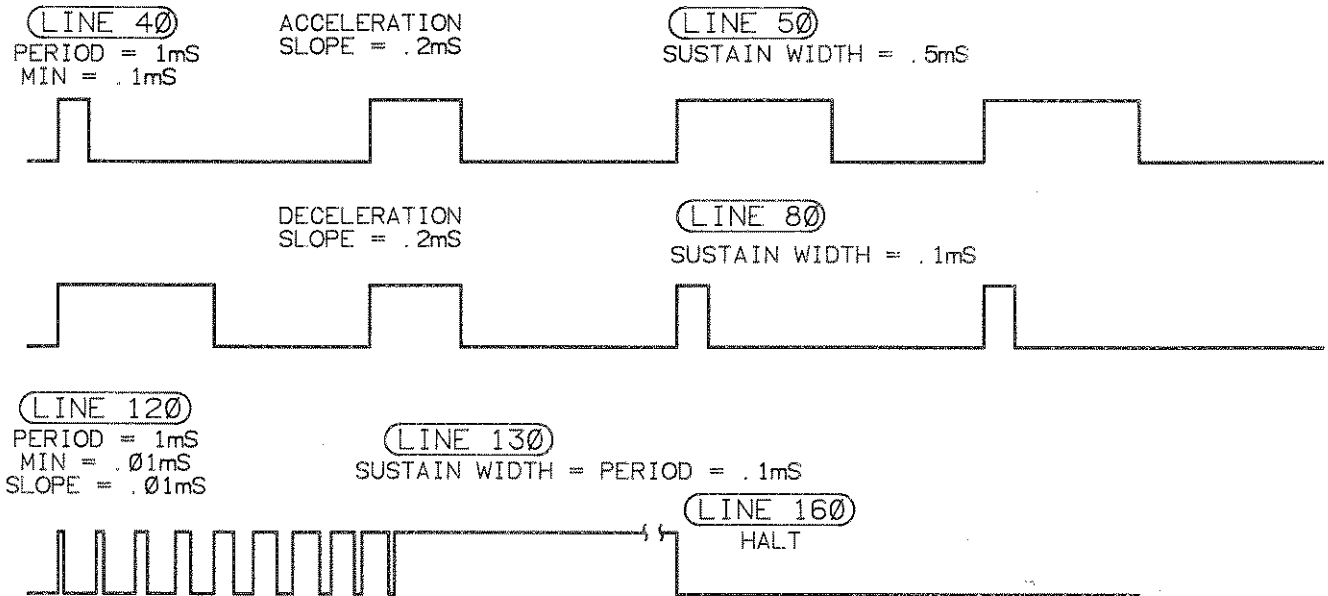 LINE 4Ø
PERIOD = 1mS
MIN = .1mS
ACCELERATION
SLOPE = .2mS
LINE 5Ø
SUSTAIN WIDTH = .5mS
DECELERATION
SLOPE = .2mS
LINE 8Ø
SUSTAIN WIDTH = .1mS
LINE 12Ø
PERIOD = 1mS
MIN = .Ø1mS
SLOPE = .Ø1mS
LINE 13Ø
SUSTAIN WIDTH = PERIOD = .1mS
LINE 16Ø
HALT